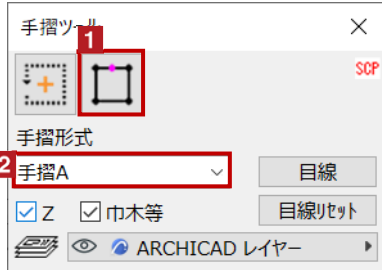 手摺ツール
1
SCP
手摺形式
2
手摺A
目線
Z
巾木等
目線リセット
ARCHICAD レイヤー